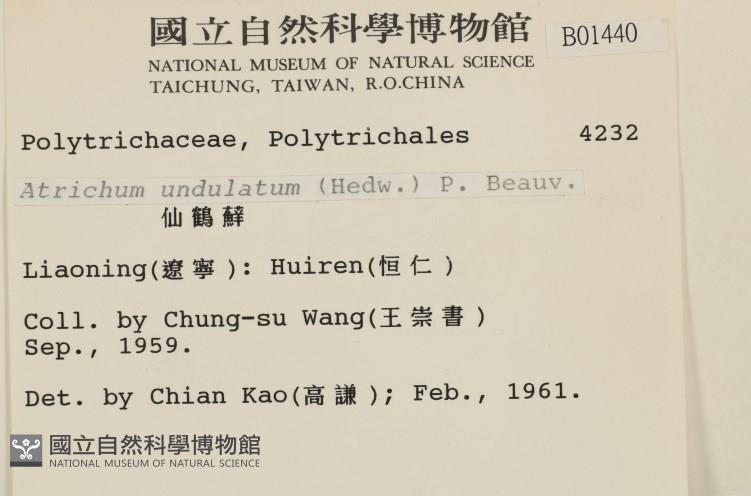 國立自然科學博物館
B01440
NATIONAL MUSEUM OF NATURAL SCIENCE
TAICHUNG, TAIWAN, R.O.CHINA
Polytrichaceae, Polytrichales 4232
Atrichum undulatum (Hedw.) P. Beauv.
仙鶴蘚
Liaoning(遼寧): Huiren(恒仁)
Coll. by Chung-su Wang(王崇書)
Sep., 1959.
Det. by Chian Kao(高謙); Feb., 1961.
國立自然科學博物館
NATIONAL MUSEUM OF NATURAL SCIENCE